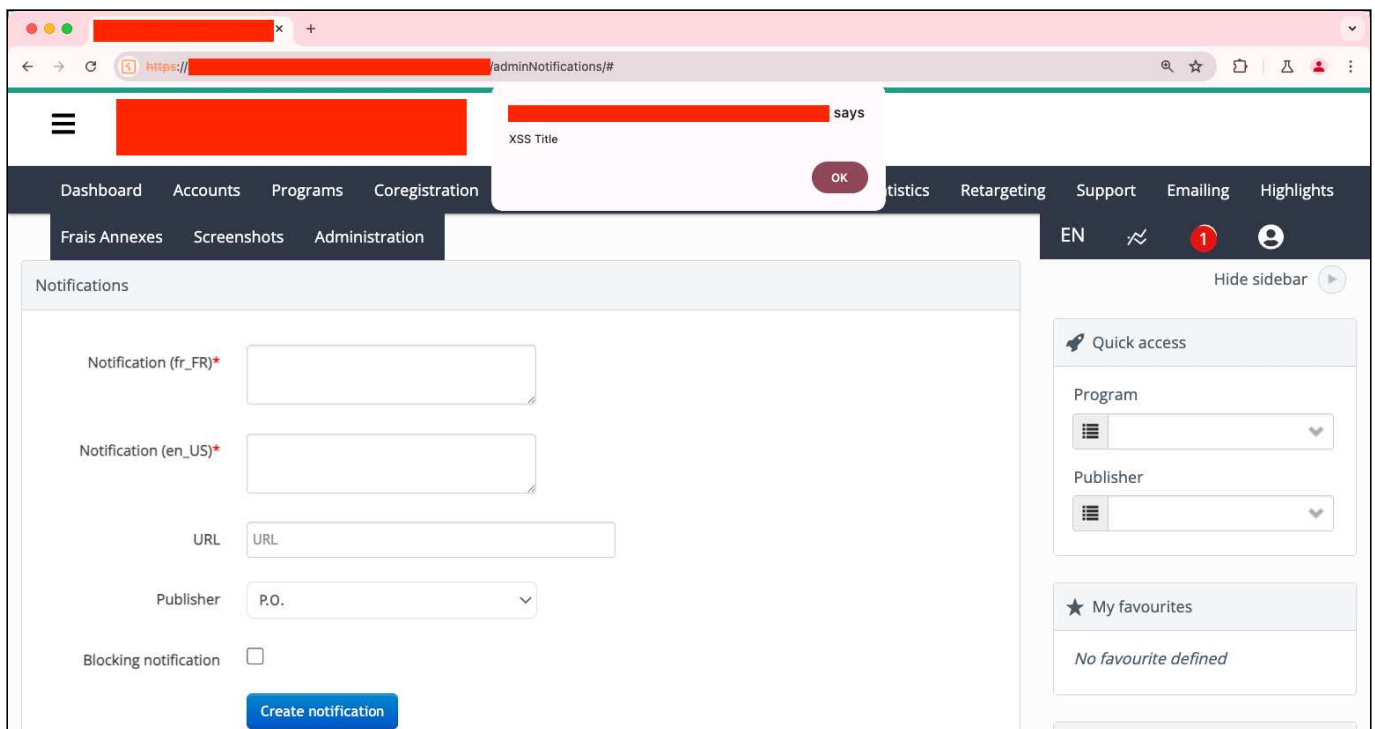 https:// /adminNotifications/#
says
XSS Title
OK
Dashboard Accounts Programs Coregistration tistics Retargeting Support Emailing Highlights
Frais Annexes Screenshots Administration EN 1
Hide sidebar
Notifications
Quick access
Notification (fr_FR)*
Program
Notification (en_US)*
Publisher
URL URL
Publisher P.O.
My favourites
Blocking notification
No favourite defined
Create notification